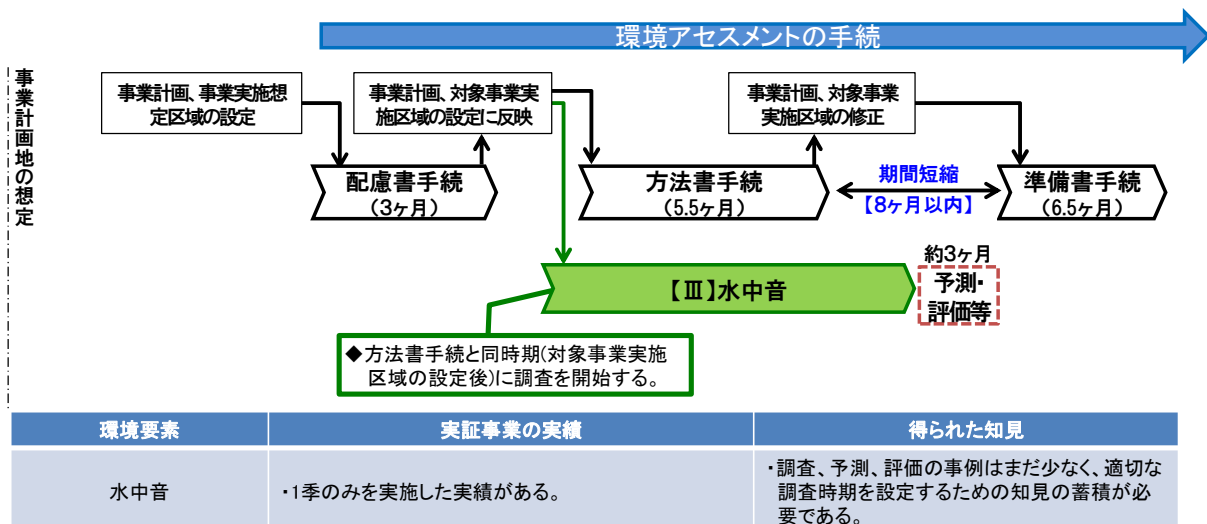 環境アセスメントの手続
事業計画地の想定
事業計画、事業実施想
定区域の設定
事業計画、対象事業実
施区域の設定に反映
事業計画、対象事業
実施区域の修正
配慮書手続
(3ヶ月)
方法書手続
(5.5ヶ月)
期間短縮
【8ヶ月以内】
準備書手続
(6.5ヶ月)
【Ⅲ】水中音
約3ヶ月
予測・
評価等
◆方法書手続と同時期(対象事業実施
区域の設定後)に調査を開始する。
環境要素 実証事業の実績 得られた知見
水中音
・1季のみを実施した実績がある。
・調査、予測、評価の事例はまだ少なく、適切な
調査時期を設定するための知見の蓄積が必
要である。